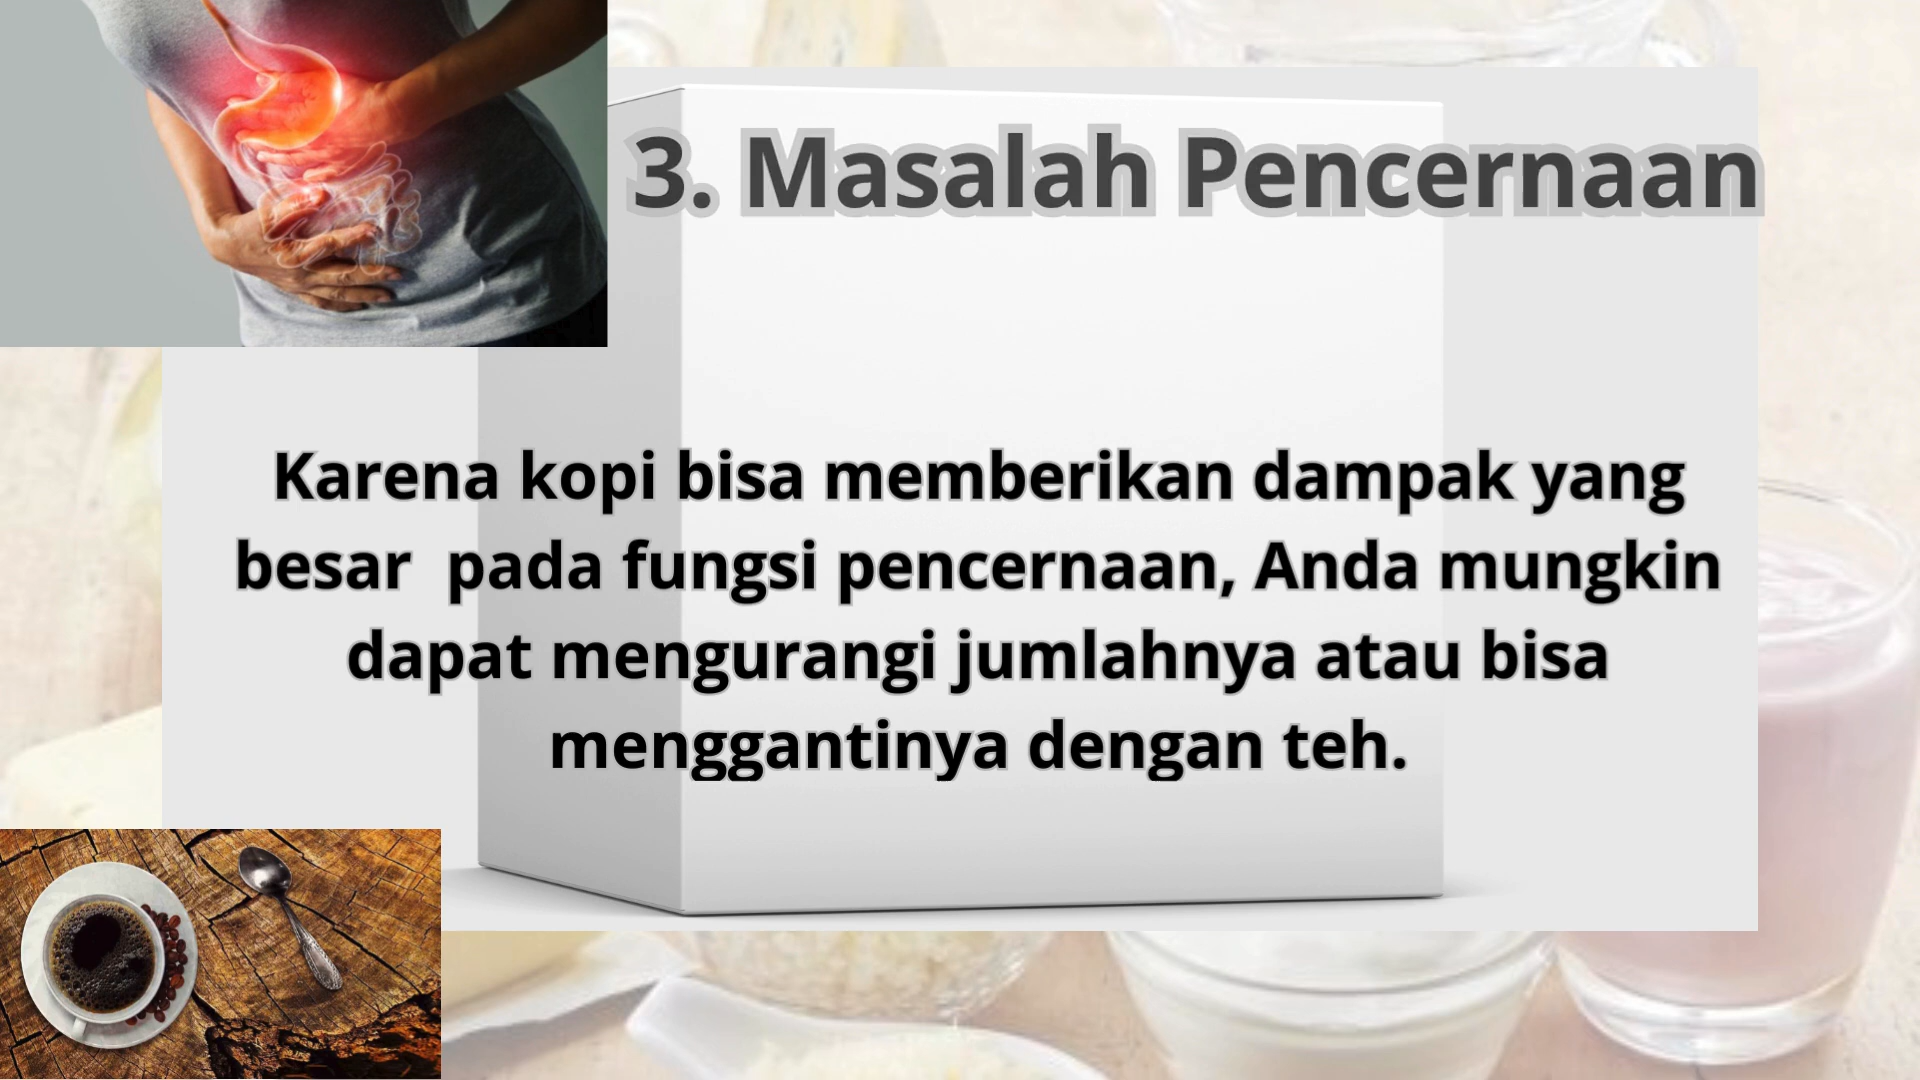 3. Masalah Pencernaan
Karena kopi bisa memberikan dampak yang
besar  pada fungsi pencernaan, Anda mungkin
dapat mengurangi jumlahnya atau bisa
menggantinya dengan teh.